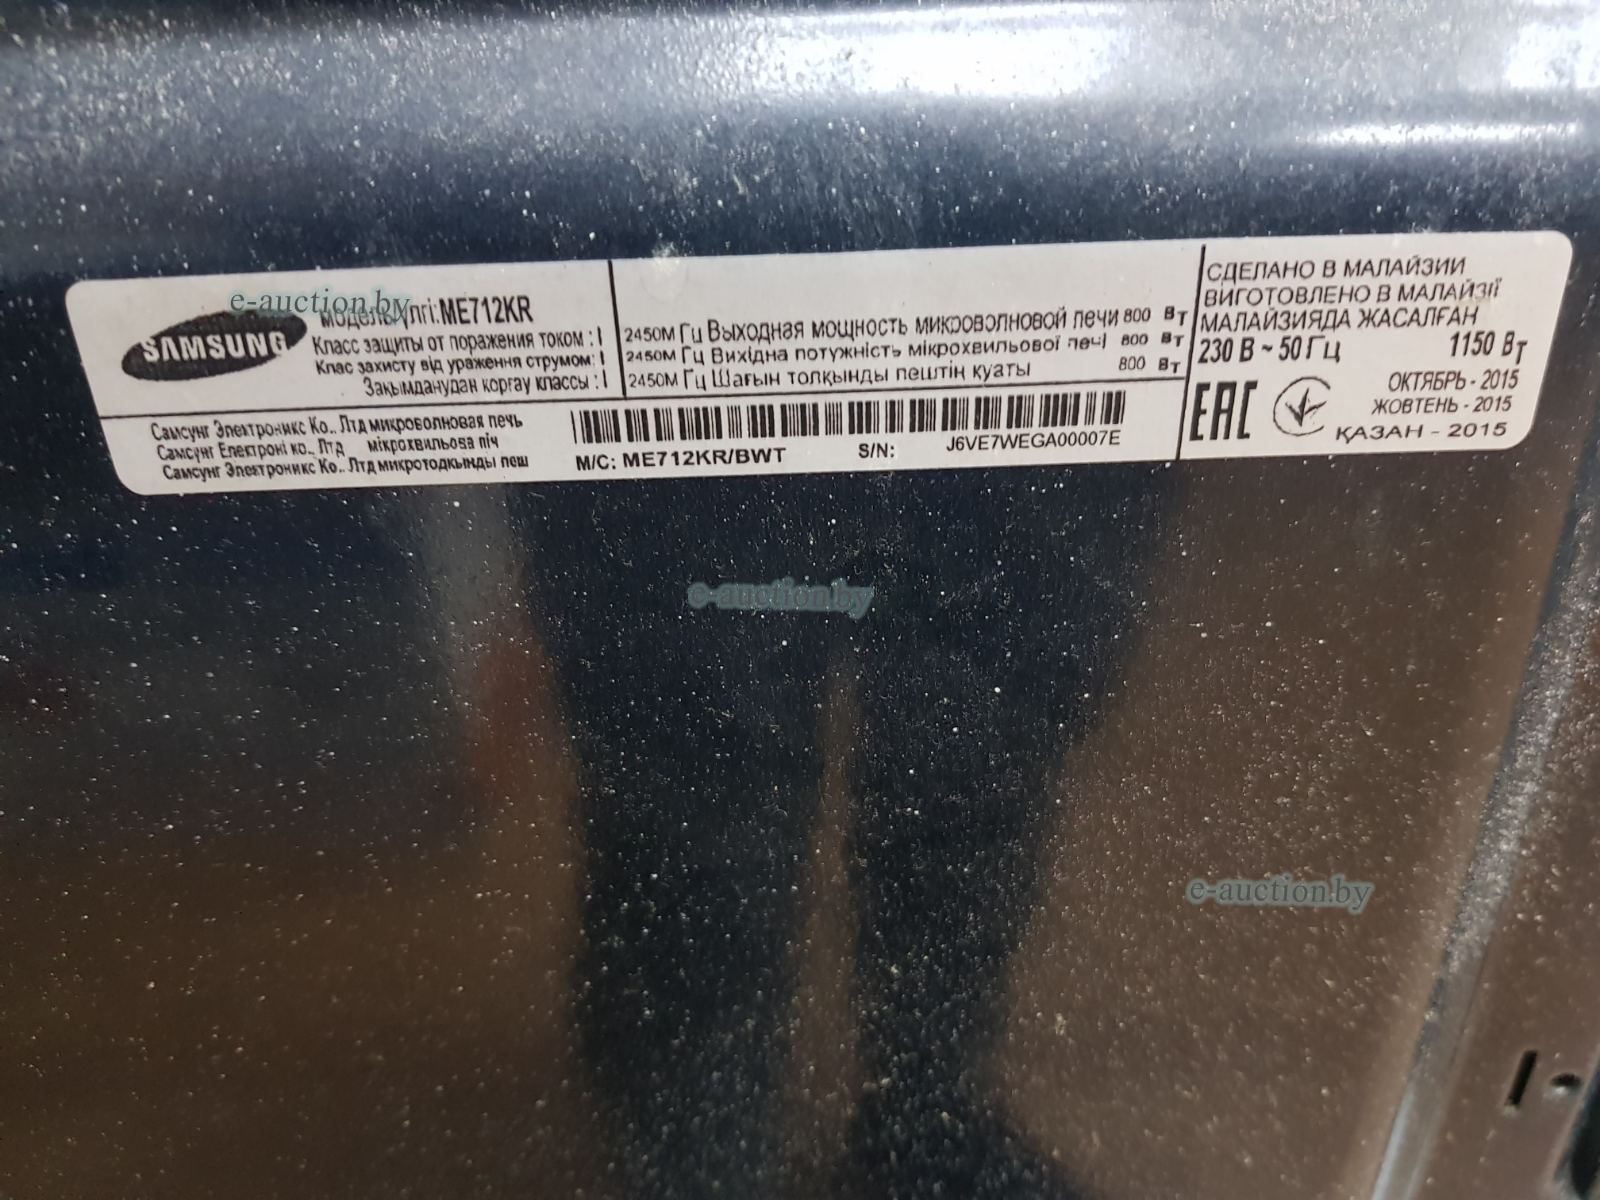 SAMSUNG
e-auction.by
Модель/үлгі:ME712KR
Класс защиты от поражения током : I
Клас захисту від ураження струмом: I
Закымданудан қорғау классы : I
2450М Гц Выходная мощность микроволновой печи 800 Вт
2450М Гц Вихідна потужність мікрохвильової печі 800 Вт
2450М Гц Шағын толқынды пештің қуаты 800 Вт
СДЕЛАНО В МАЛАЙЗИИ
ВИГОТОВЛЕНО В МАЛАЙЗІЇ
МАЛАЙЗИЯДА ЖАСАЛҒАН
230 В ~ 50 Гц 1150 Вт
EAC
ОКТЯБРЬ - 2015
ЖОВТЕНЬ - 2015
ҚАЗАН - 2015
Самсунг Электроникс Ко.. Лтд микроволновая печь
Самсунг Електроні ко., Лтд мікрохвильова піч
Самсунг Электроникс Ко.. Лтд микротодкынды пеш
M/C: ME712KR/BWT S/N: J6VE7WEGA00007E
e-auction.by
e-auction.by